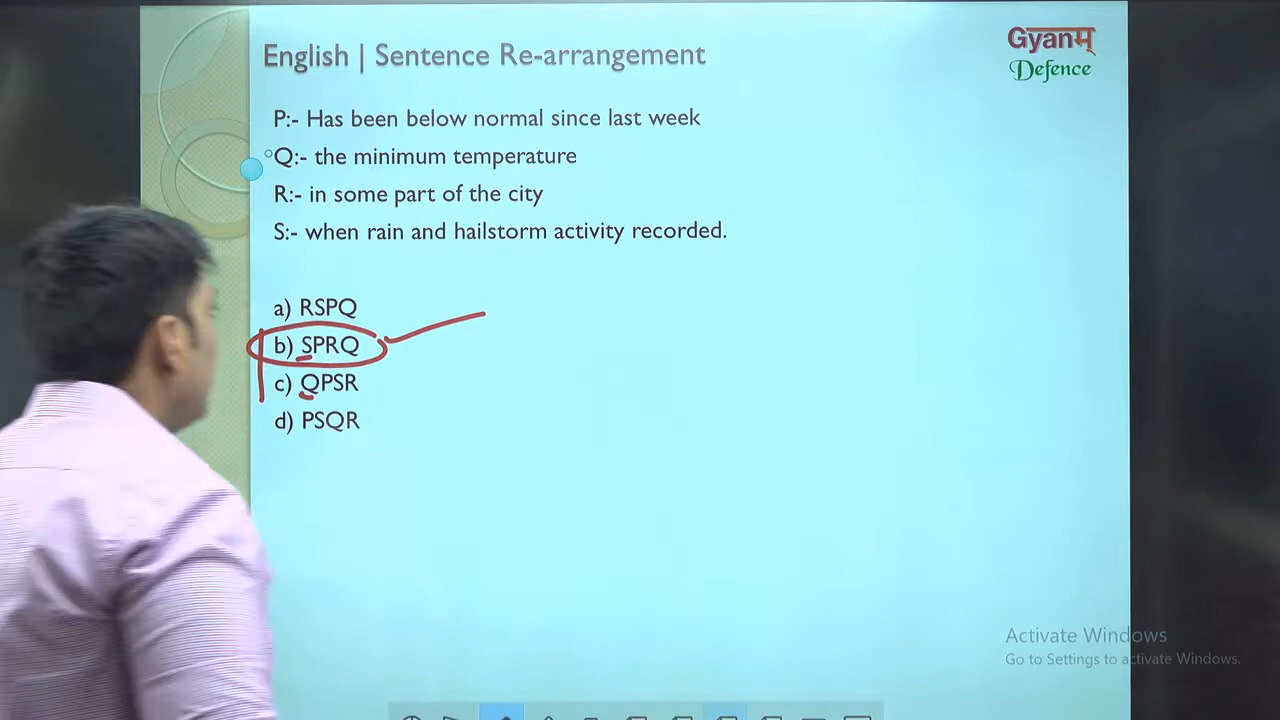 English | Sentence Re-arrangement
Gyanम्
Defence
P:- Has been below normal since last week
Q:- the minimum temperature
R:- in some part of the city
S:- when rain and hailstorm activity recorded.
a) RSPQ
b) SPRQ
c) QPSR
d) PSQR
Activate Windows
Go to Settings to activate Windows.